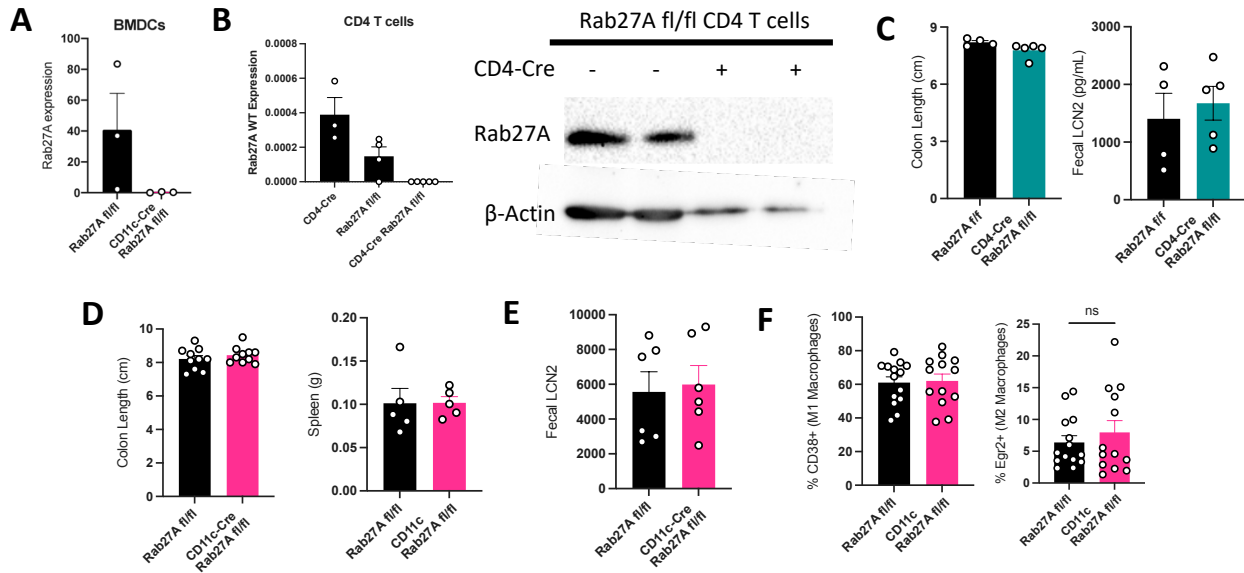 A
BMDCs
Rab27A expression
100
80
60
40
20
0
Rab27A fl/fl
CD11c-Cre
Rab27A fl/fl
B
CD4 T cells
Rab27A WT Expression
0.0008
0.0006
0.0004
0.0002
0.0000
CD4-Cre
Rab27A fl/fl
CD4-Cre Rab27A fl/fl
Rab27A fl/fl CD4 T cells
CD4-Cre - - + +
Rab27A
β-Actin
C
Colon Length (cm)
9
6
3
0
Rab27A f/f
CD4-Cre
Rab27A fl/fl
Fecal LCN2
(pg/mL)
3000
2000
1000
0
Rab27A f/f
CD4-Cre
Rab27A fl/fl
D
Colon Length (cm)
10
8
6
4
2
0
Rab27A fl/fl
CD11c-Cre
Rab27A fl/fl
Spleen (g)
0.20
0.15
0.10
0.05
0.00
Rab27A fl/fl
CD11c
Rab27A fl/fl
E
Fecal LCN2
10000
8000
6000
4000
2000
0
Rab27A fl/fl
CD11c-Cre
Rab27A fl/fl
F
% CD38+ (M1 Macrophages)
100
80
60
40
20
0
Rab27A fl/fl
CD11c
Rab27A fl/fl
% Egr2+ (M2 Macrophages)
ns
25
20
15
10
5
0
Rab27A fl/fl
CD11c
Rab27A fl/fl